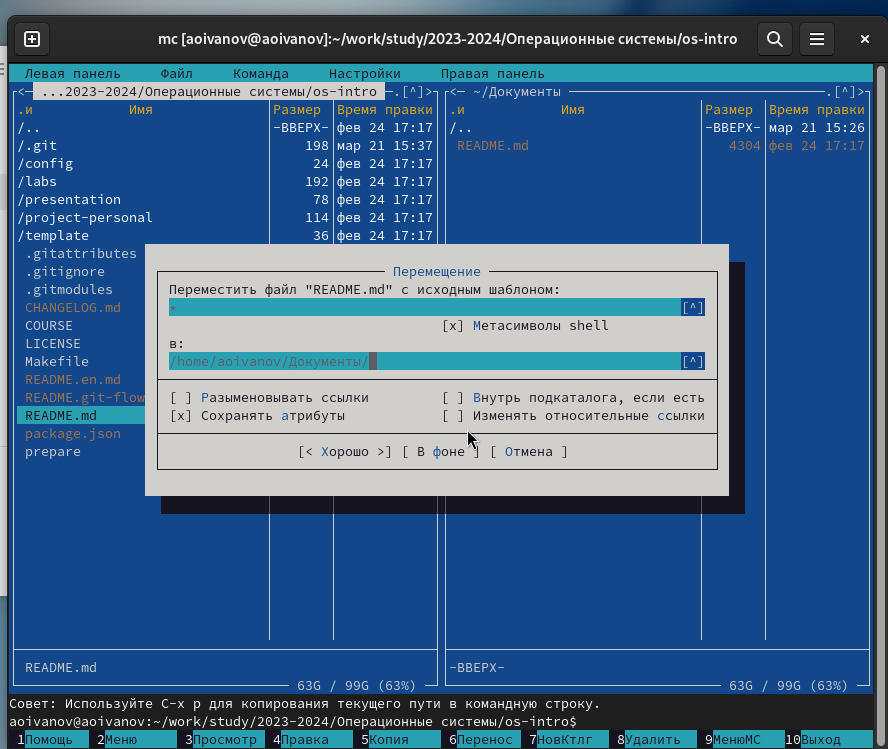 mc [aoivanov@aoivanov]:~/work/study/2023-2024/Операционные системы/os-intro
Левая панель Файл Команда Настройки Правая панель
<─ ...2023-2024/Операционные системы/os-intro ─.[^]>
.и Имя Размер Время правки
/.. -ВВЕРХ- фев 24 17:17
/.git 198 мар 21 15:37
/config 24 фев 24 17:17
/labs 192 фев 24 17:17
/presentation 78 фев 24 17:17
/project-personal 114 фев 24 17:17
/template 36 фев 24 17:17
.gitattributes
.gitignore
.gitmodules
CHANGELOG.md
COURSE
LICENSE
Makefile
README.en.md
README.git-flow
README.md
package.json
prepare
README.md
63G / 99G (63%)
<─ ~/Документы ─.[^]>
.и Имя Размер Время правки
/.. -ВВЕРХ- мар 21 15:26
README.md 4304 фев 24 17:17
-ВВЕРХ-
63G / 99G (63%)
Перемещение
Переместить файл "README.md" с исходным шаблоном:
* [^]
[x] Метасимволы shell
в:
/home/aoivanov/Документы/ [^]
[ ] Разыменовывать ссылки [ ] Внутрь подкаталога, если есть
[x] Сохранять атрибуты [ ] Изменять относительные ссылки
[< Хорошо >] [ В фоне ] [ Отмена ]
Совет: Используйте C-x p для копирования текущего пути в командную строку.
aoivanov@aoivanov:~/work/study/2023-2024/Операционные системы/os-intro$
1Помощь 2Меню 3Просмотр 4Правка 5Копия 6Перенос 7НовКтлг 8Удалить 9МенюMC 10Выход